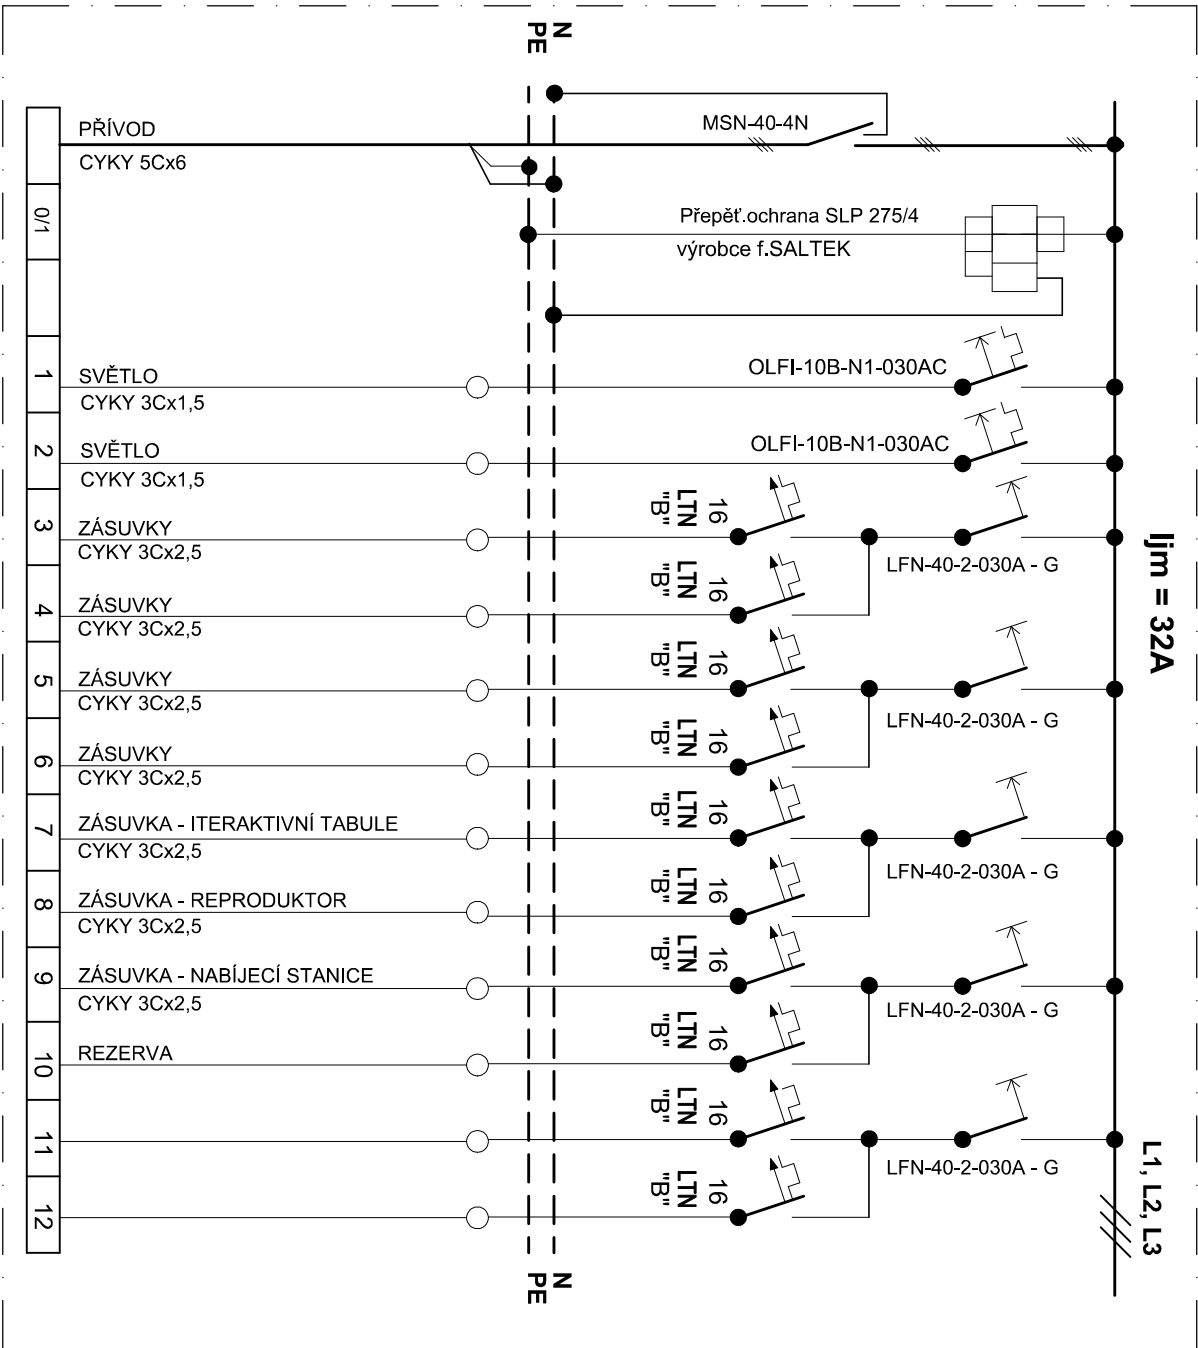 N
PE
PŘÍVOD
CYKY 5Cx6
MSN-40-4N
0/1
Přepěť.ochrana SLP 275/4
výrobce f.SALTEK
1
SVĚTLO
CYKY 3Cx1,5
OLFI-10B-N1-030AC
2
SVĚTLO
CYKY 3Cx1,5
OLFI-10B-N1-030AC
3
ZÁSUVKY
CYKY 3Cx2,5
16
LTN
"B"
LFN-40-2-030A - G
Ijm = 32A
4
ZÁSUVKY
CYKY 3Cx2,5
16
LTN
"B"
5
ZÁSUVKY
CYKY 3Cx2,5
16
LTN
"B"
LFN-40-2-030A - G
6
ZÁSUVKY
CYKY 3Cx2,5
16
LTN
"B"
7
ZÁSUVKA - ITERAKTIVNÍ TABULE
CYKY 3Cx2,5
16
LTN
"B"
LFN-40-2-030A - G
8
ZÁSUVKA - REPRODUKTOR
CYKY 3Cx2,5
16
LTN
"B"
9
ZÁSUVKA - NABÍJECÍ STANICE
CYKY 3Cx2,5
16
LTN
"B"
LFN-40-2-030A - G
10
REZERVA
16
LTN
"B"
11
16
LTN
"B"
LFN-40-2-030A - G
12
16
LTN
"B"
L1, L2, L3
N
PE